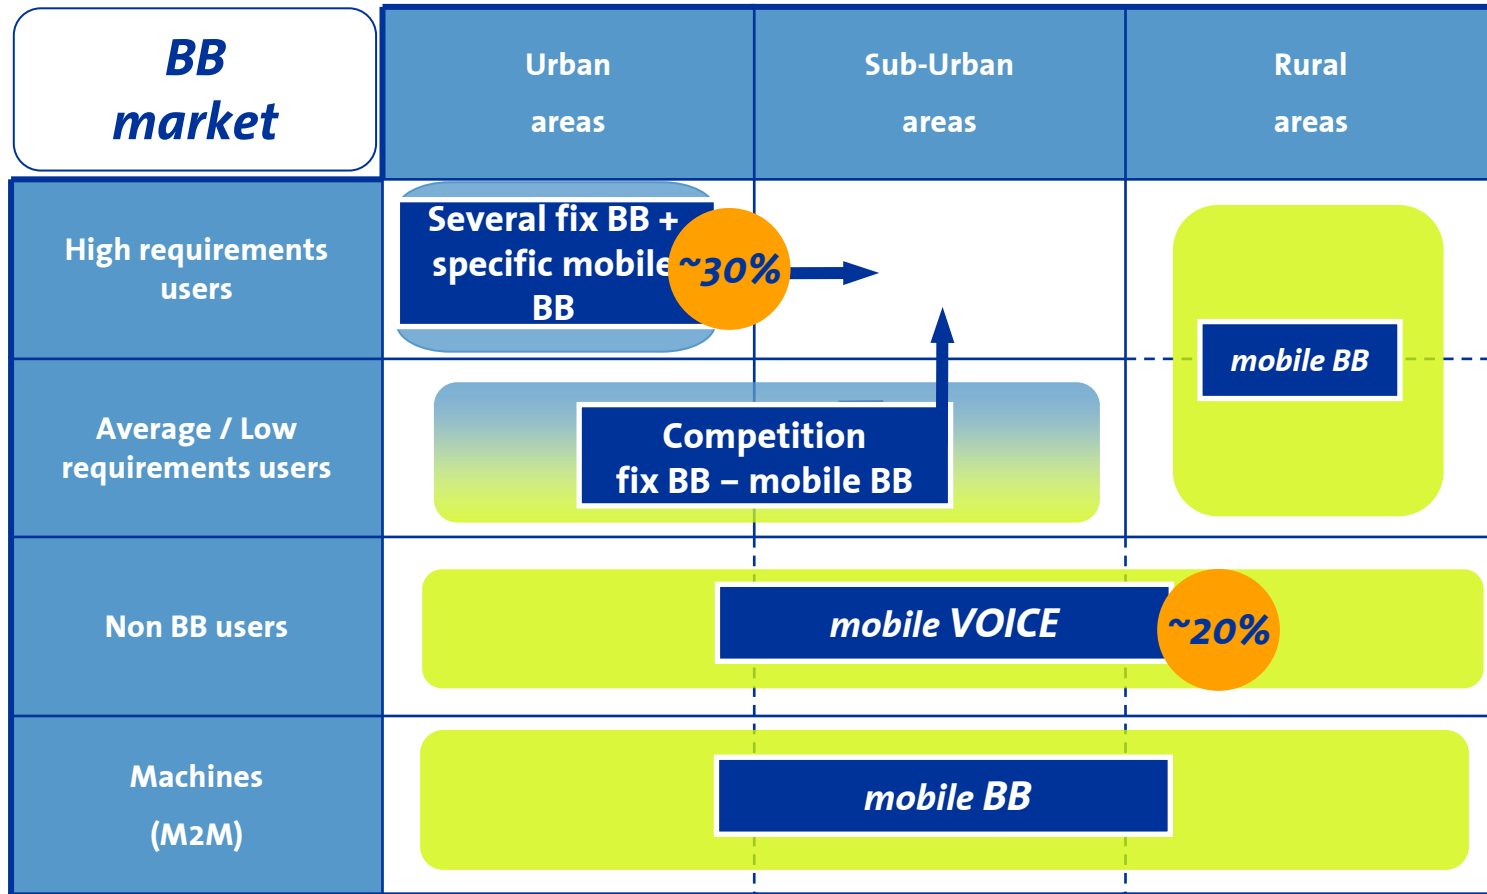 BB
market
Urban
areas
Sub-Urban
areas
Rural
areas
High requirements
users
Several fix BB +
specific mobile
BB
~30%
mobile BB
Average / Low
requirements users
Competition
fix BB – mobile BB
Non BB users
mobile VOICE
~20%
Machines
(M2M)
mobile BB